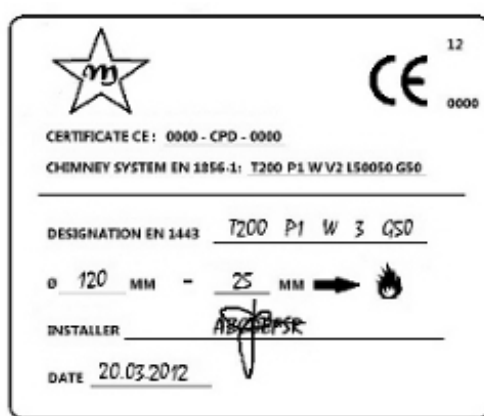 12
0000
CERTIFICATE CE: 0000 - CPD - 0000
CHIMNEY SYSTEM EN 1856-1: T200 P1 W V2 L50050 G50
DESIGNATION EN 1443 T200 P1 W 3 G50
ø 120 MM - 25 MM
INSTALLER
DATE 20.03.2012